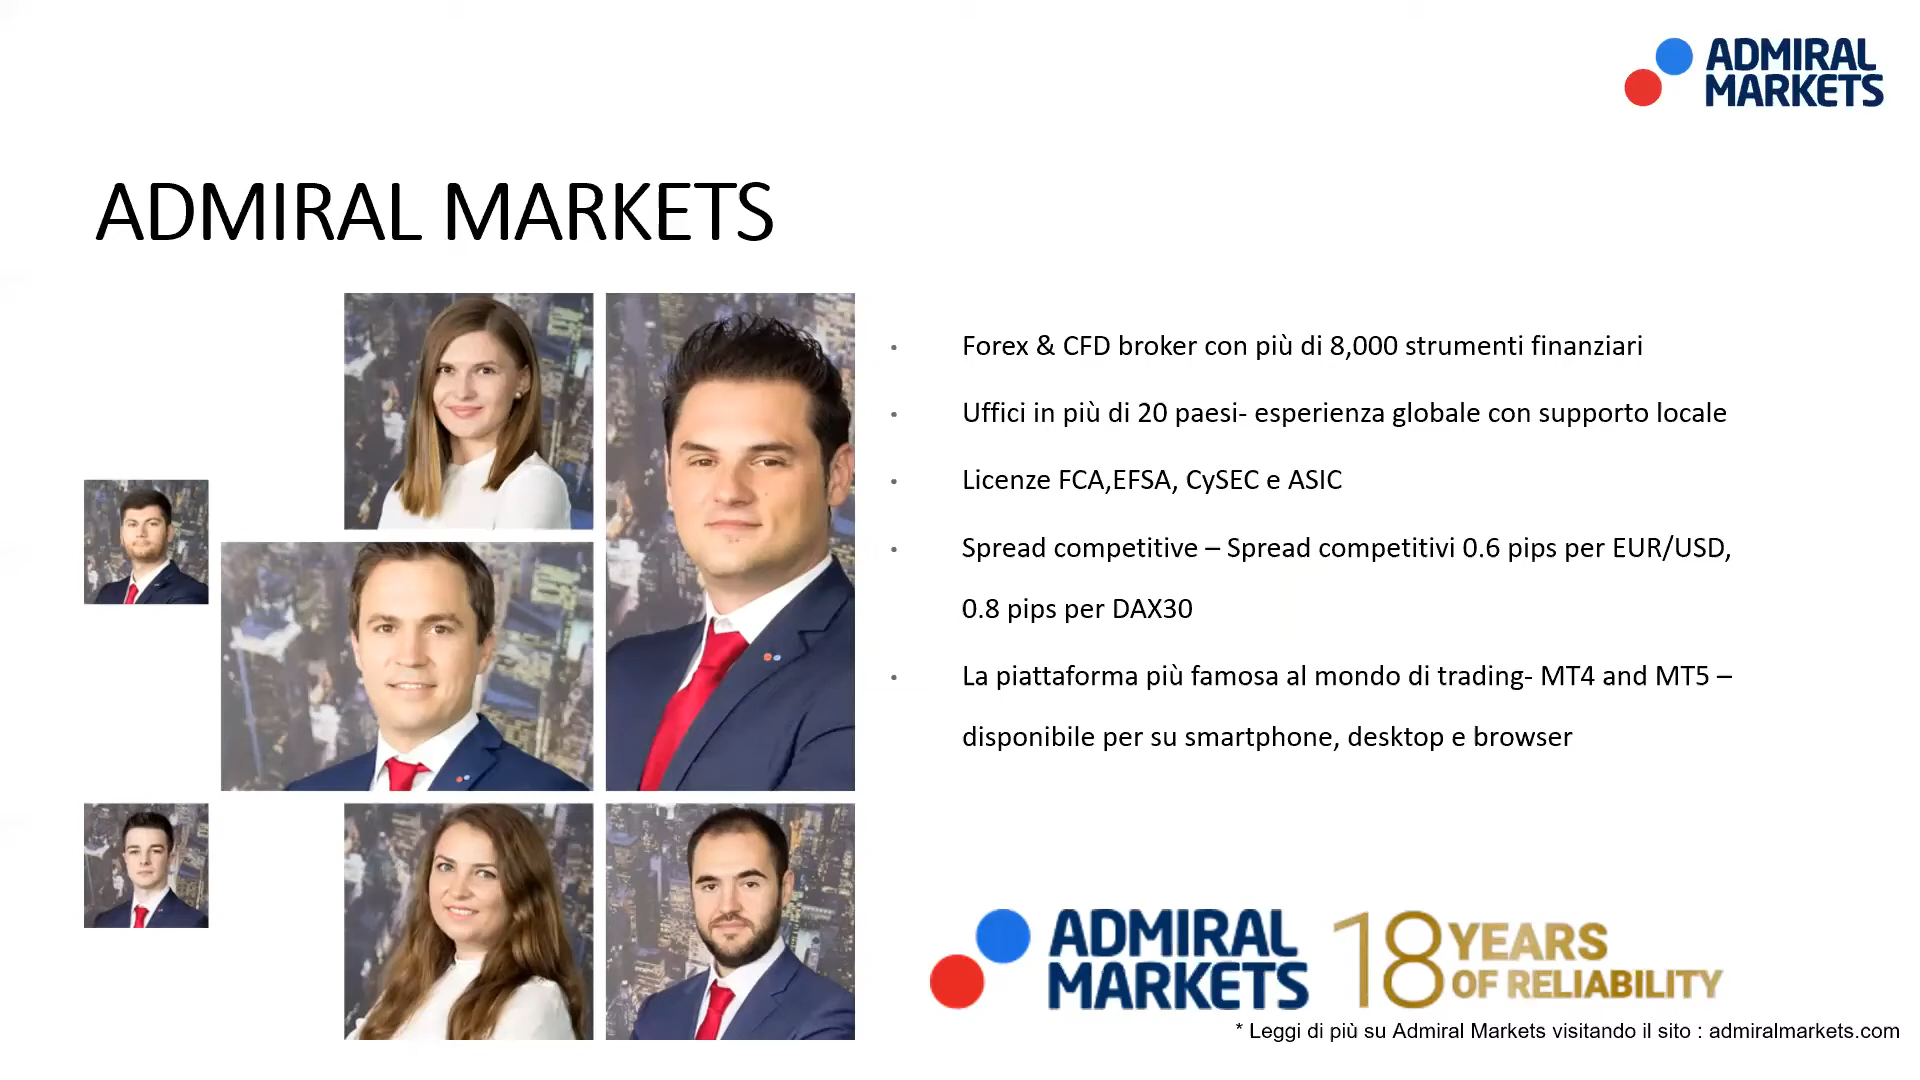 ADMIRAL
MARKETS
ADMIRAL MARKETS
• Forex & CFD broker con più di 8,000 strumenti finanziari
• Uffici in più di 20 paesi- esperienza globale con supporto locale
• Licenze FCA,EFSA, CySEC e ASIC
• Spread competitive – Spread competitivi 0.6 pips per EUR/USD,
0.8 pips per DAX30
• La piattaforma più famosa al mondo di trading- MT4 and MT5 –
disponibile per su smartphone, desktop e browser
ADMIRAL
MARKETS
18 YEARS
OF RELIABILITY
* Leggi di più su Admiral Markets visitando il sito : admiralmarkets.com